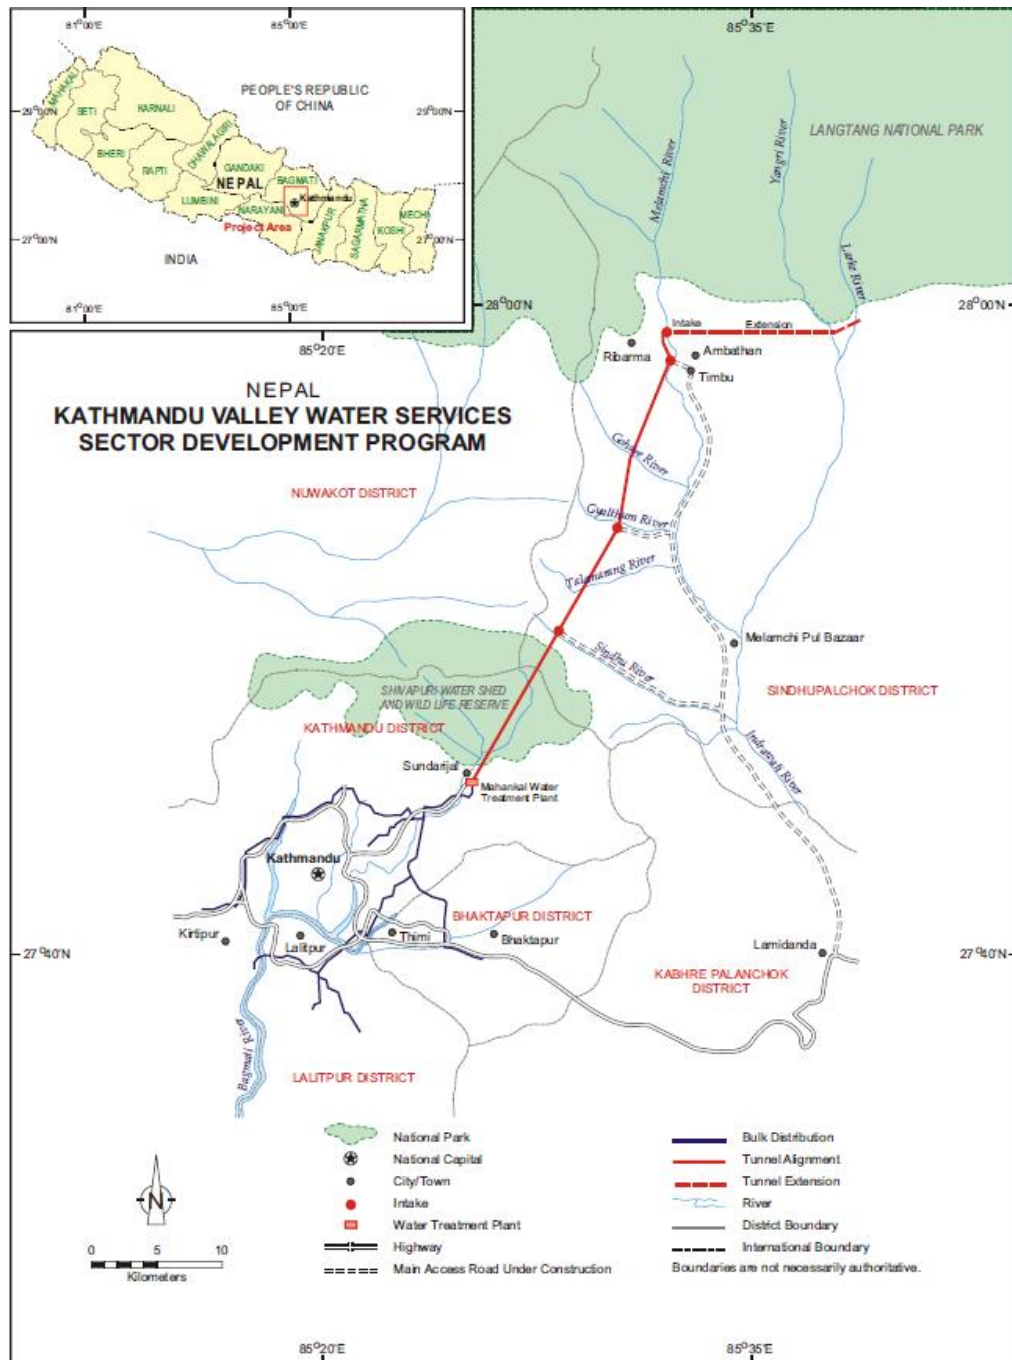 81°00'E
85°00'E
85°35'E
PEOPLE'S REPUBLIC
OF CHINA
29°00'N
29°00'N
MAHAKALI
SETI
KARNALI
BHERI
RAPTI
DHAWALAGIRI
GANDAKI
NEPAL
BAGMATI
LUMBINI
NARAYANI
Kathmandu
Project Area
JANAKPUR
SAGARMATHA
KOSHI
MECHI
27°00'N
27°00'N
INDIA
81°00'E
85°00'E
LANGTANG NATIONAL PARK
Melamchi River
Yangri River
Larke River
28°00'N
28°00'N
85°20'E
Intake
Extension
Ribarma
Ambathan
Timbu
NEPAL
KATHMANDU VALLEY WATER SERVICES
SECTOR DEVELOPMENT PROGRAM
NUWAKOT DISTRICT
Gyalthum River
Talamarang River
Melamchi Pul Bazaar
Sindhu River
SINDHUPALCHOK DISTRICT
SHIVAPURI WATER SHED
AND WILD LIFE RESERVE
KATHMANDU DISTRICT
Indrawati River
Sundarijal
Mahankal Water
Treatment Plant
Kathmandu
BHAKTAPUR DISTRICT
Kirtipur
Lalitpur
Thimi
Bhaktapur
Lamidanda
27°40'N
27°40'N
KABHRE PALANCHOK
DISTRICT
Bagmati River
LALITPUR DISTRICT
National Park
National Capital
City/Town
Intake
Water Treatment Plant
Highway
Main Access Road Under Construction
Bulk Distribution
Tunnel Alignment
Tunnel Extension
River
District Boundary
International Boundary
Boundaries are not necessarily authoritative.
N
0 5 10
Kilometers
85°20'E
85°35'E